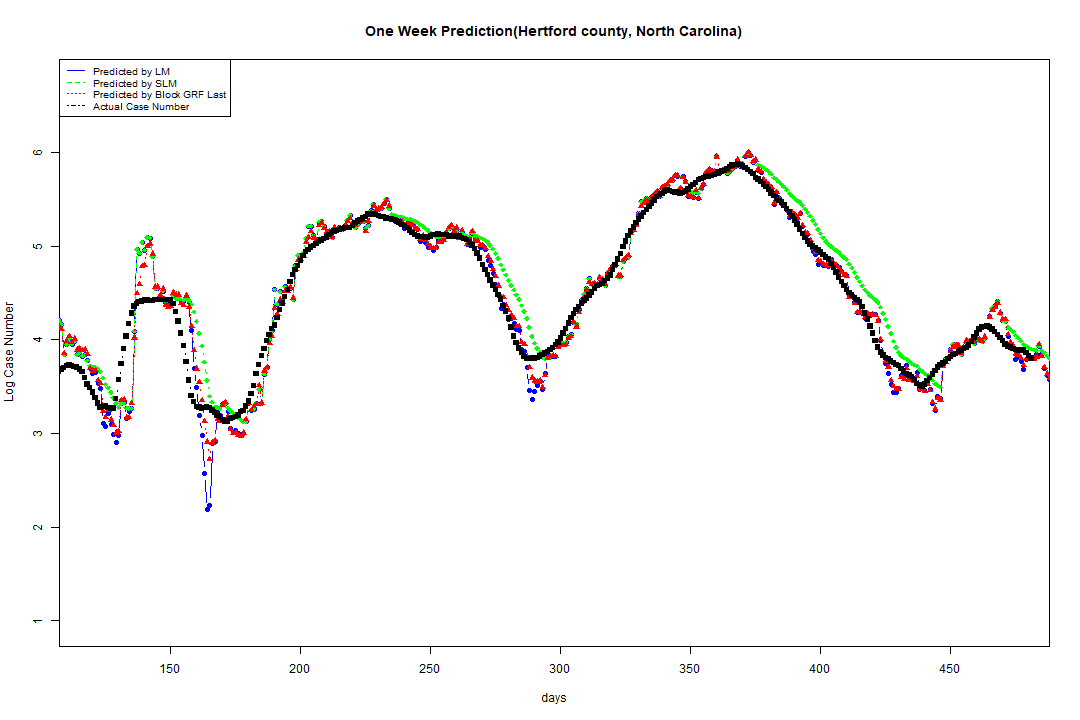 One Week Prediction(Hertford county, North Carolina)
Predicted by LM
Predicted by SLM
Predicted by Block GRF Last
Actual Case Number
6
5
4
3
2
1
Log Case Number
150 200 250 300 350 400 450
days